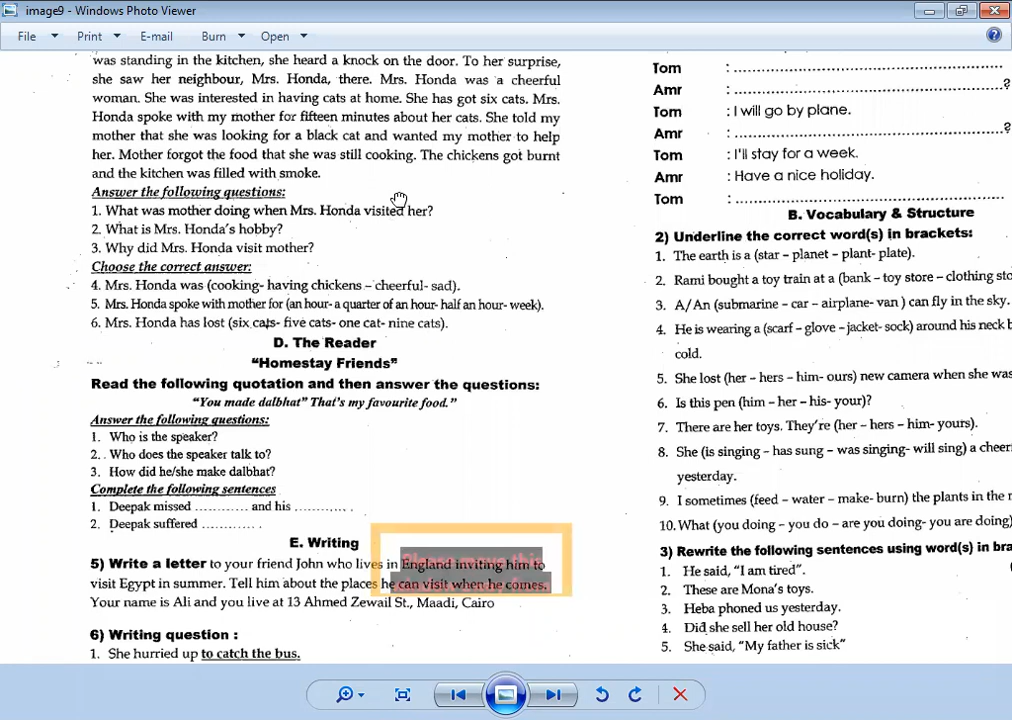 image9 - Windows Photo Viewer
File Print E-mail Burn Open
was standing in the kitchen, she heard a knock on the door. To her surprise,
she saw her neighbour, Mrs. Honda, there. Mrs. Honda was a cheerful
woman. She was interested in having cats at home. She has got six cats. Mrs.
Honda spoke with my mother for fifteen minutes about her cats. She told my
mother that she was looking for a black cat and wanted my mother to help
her. Mother forgot the food that she was still cooking. The chickens got burnt
and the kitchen was filled with smoke.
Answer the following questions:
1. What was mother doing when Mrs. Honda visited her?
2. What is Mrs. Honda's hobby?
3. Why did Mrs. Honda visit mother?
Choose the correct answer:
4. Mrs. Honda was (cooking- having chickens – cheerful- sad).
5. Mrs. Honda spoke with mother for (an hour- a quarter of an hour- half an hour- week).
6. Mrs. Honda has lost (six cats- five cats- one cat- nine cats).
D. The Reader
“Homestay Friends”
Read the following quotation and then answer the questions:
“You made dalbhat” That's my favourite food.”
Answer the following questions:
1. Who is the speaker?
2. . Who does the speaker talk to?
3. How did he/she make dalbhat?
Complete the following sentences
1. Deepak missed ........... and his ............
2. Deepak suffered ............
E. Writing
5) Write a letter to your friend John who lives in England inviting him to
visit Egypt in summer. Tell him about the places he can visit when he comes.
Your name is Ali and you live at 13 Ahmed Zewail St., Maadi, Cairo
Please move this
6) Writing question :
1. She hurried up to catch the bus.
Tom : ..........................................................
Amr : ..........................................................?
Tom : I will go by plane.
Amr : ..........................................................?
Tom : I'll stay for a week.
Amr : Have a nice holiday.
Tom : ..........................................................
B. Vocabulary & Structure
2) Underline the correct word(s) in brackets:
1. The earth is a (star – planet – plant- plate).
2. Rami bought a toy train at a (bank – toy store – clothing sto
3. A/An (submarine – car – airplane- van ) can fly in the sky.
4. He is wearing a (scarf – glove – jacket- sock) around his neck b
cold.
5. She lost (her – hers – him- ours) new camera when she was
6. Is this pen (him – her – his- your)?
7. There are her toys. They're (her – hers – him- yours).
8. She (is singing – has sung – was singing- will sing) a cheer
yesterday.
9. I sometimes (feed – water – make- burn) the plants in the
10. What (you doing – you do – are you doing- you doing)
3) Rewrite the following sentences using word(s) in bra
1. He said, “I am tired”.
2. These are Mona's toys.
3. Heba phoned us yesterday.
4. Did she sell her old house?
5. She said, “My father is sick”